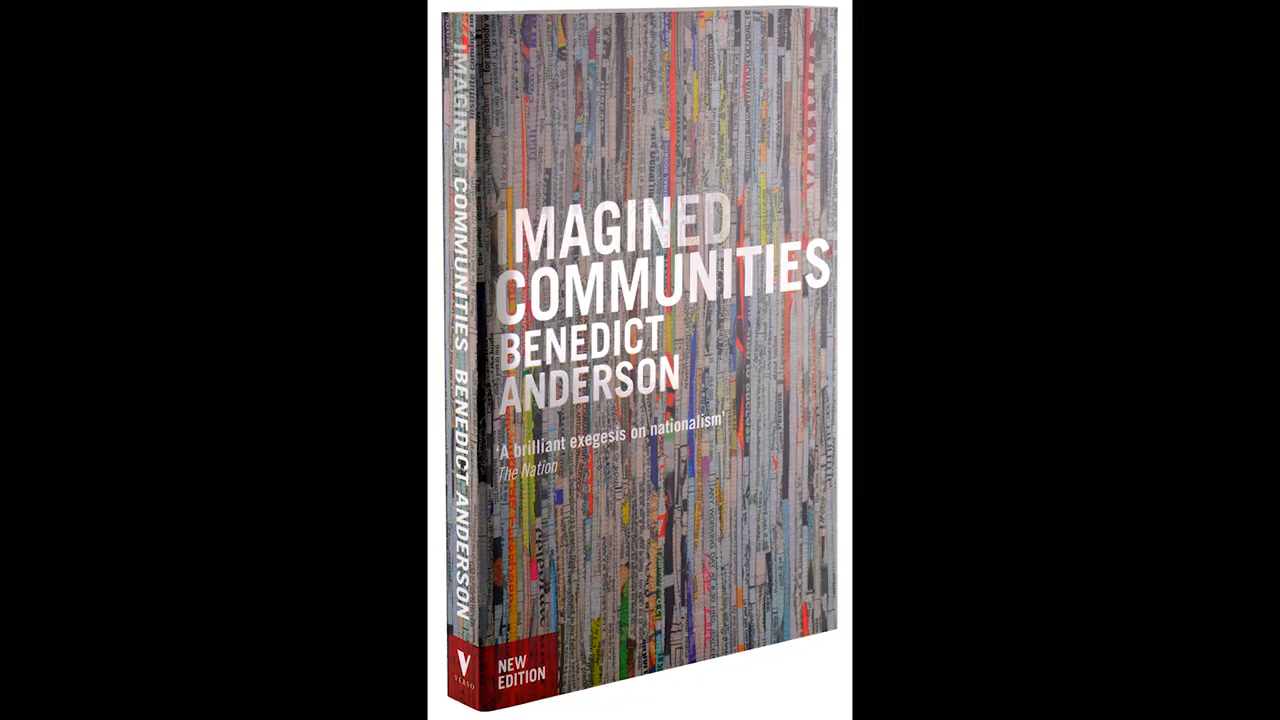 IMAGINED COMMUNITIES BENEDICT ANDERSON
VERSO
IMAGINED
COMMUNITIES
BENEDICT
ANDERSON
'A brilliant exegesis on nationalism'
The Nation
NEW
EDITION